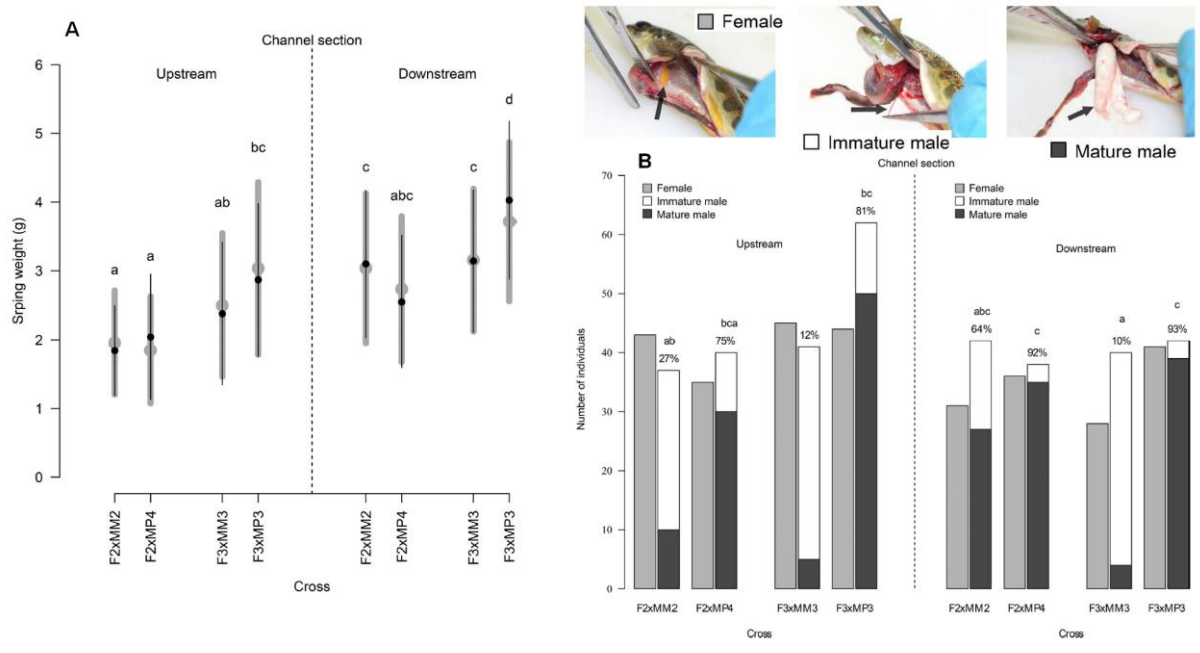 A
Channel section
Upstream
Downstream
Srping weight (g)
6
5
4
3
2
1
0
a
a
ab
bc
c
abc
c
d
F2xMM2
F2xMP4
F3xMM3
F3xMP3
F2xMM2
F2xMP4
F3xMM3
F3xMP3
Cross
Female
Immature male
Mature male
B
Channel section
Number of individuals
70
60
50
40
30
20
10
0
Female
Immature male
Mature male
Upstream
ab
27%
bca
75%
12%
bc
81%
Female
Immature male
Mature male
Downstream
abc
64%
c
92%
a
10%
c
93%
F2xMM2
F2xMP4
F3xMM3
F3xMP3
F2xMM2
F2xMP4
F3xMM3
F3xMP3
Cross
Cross